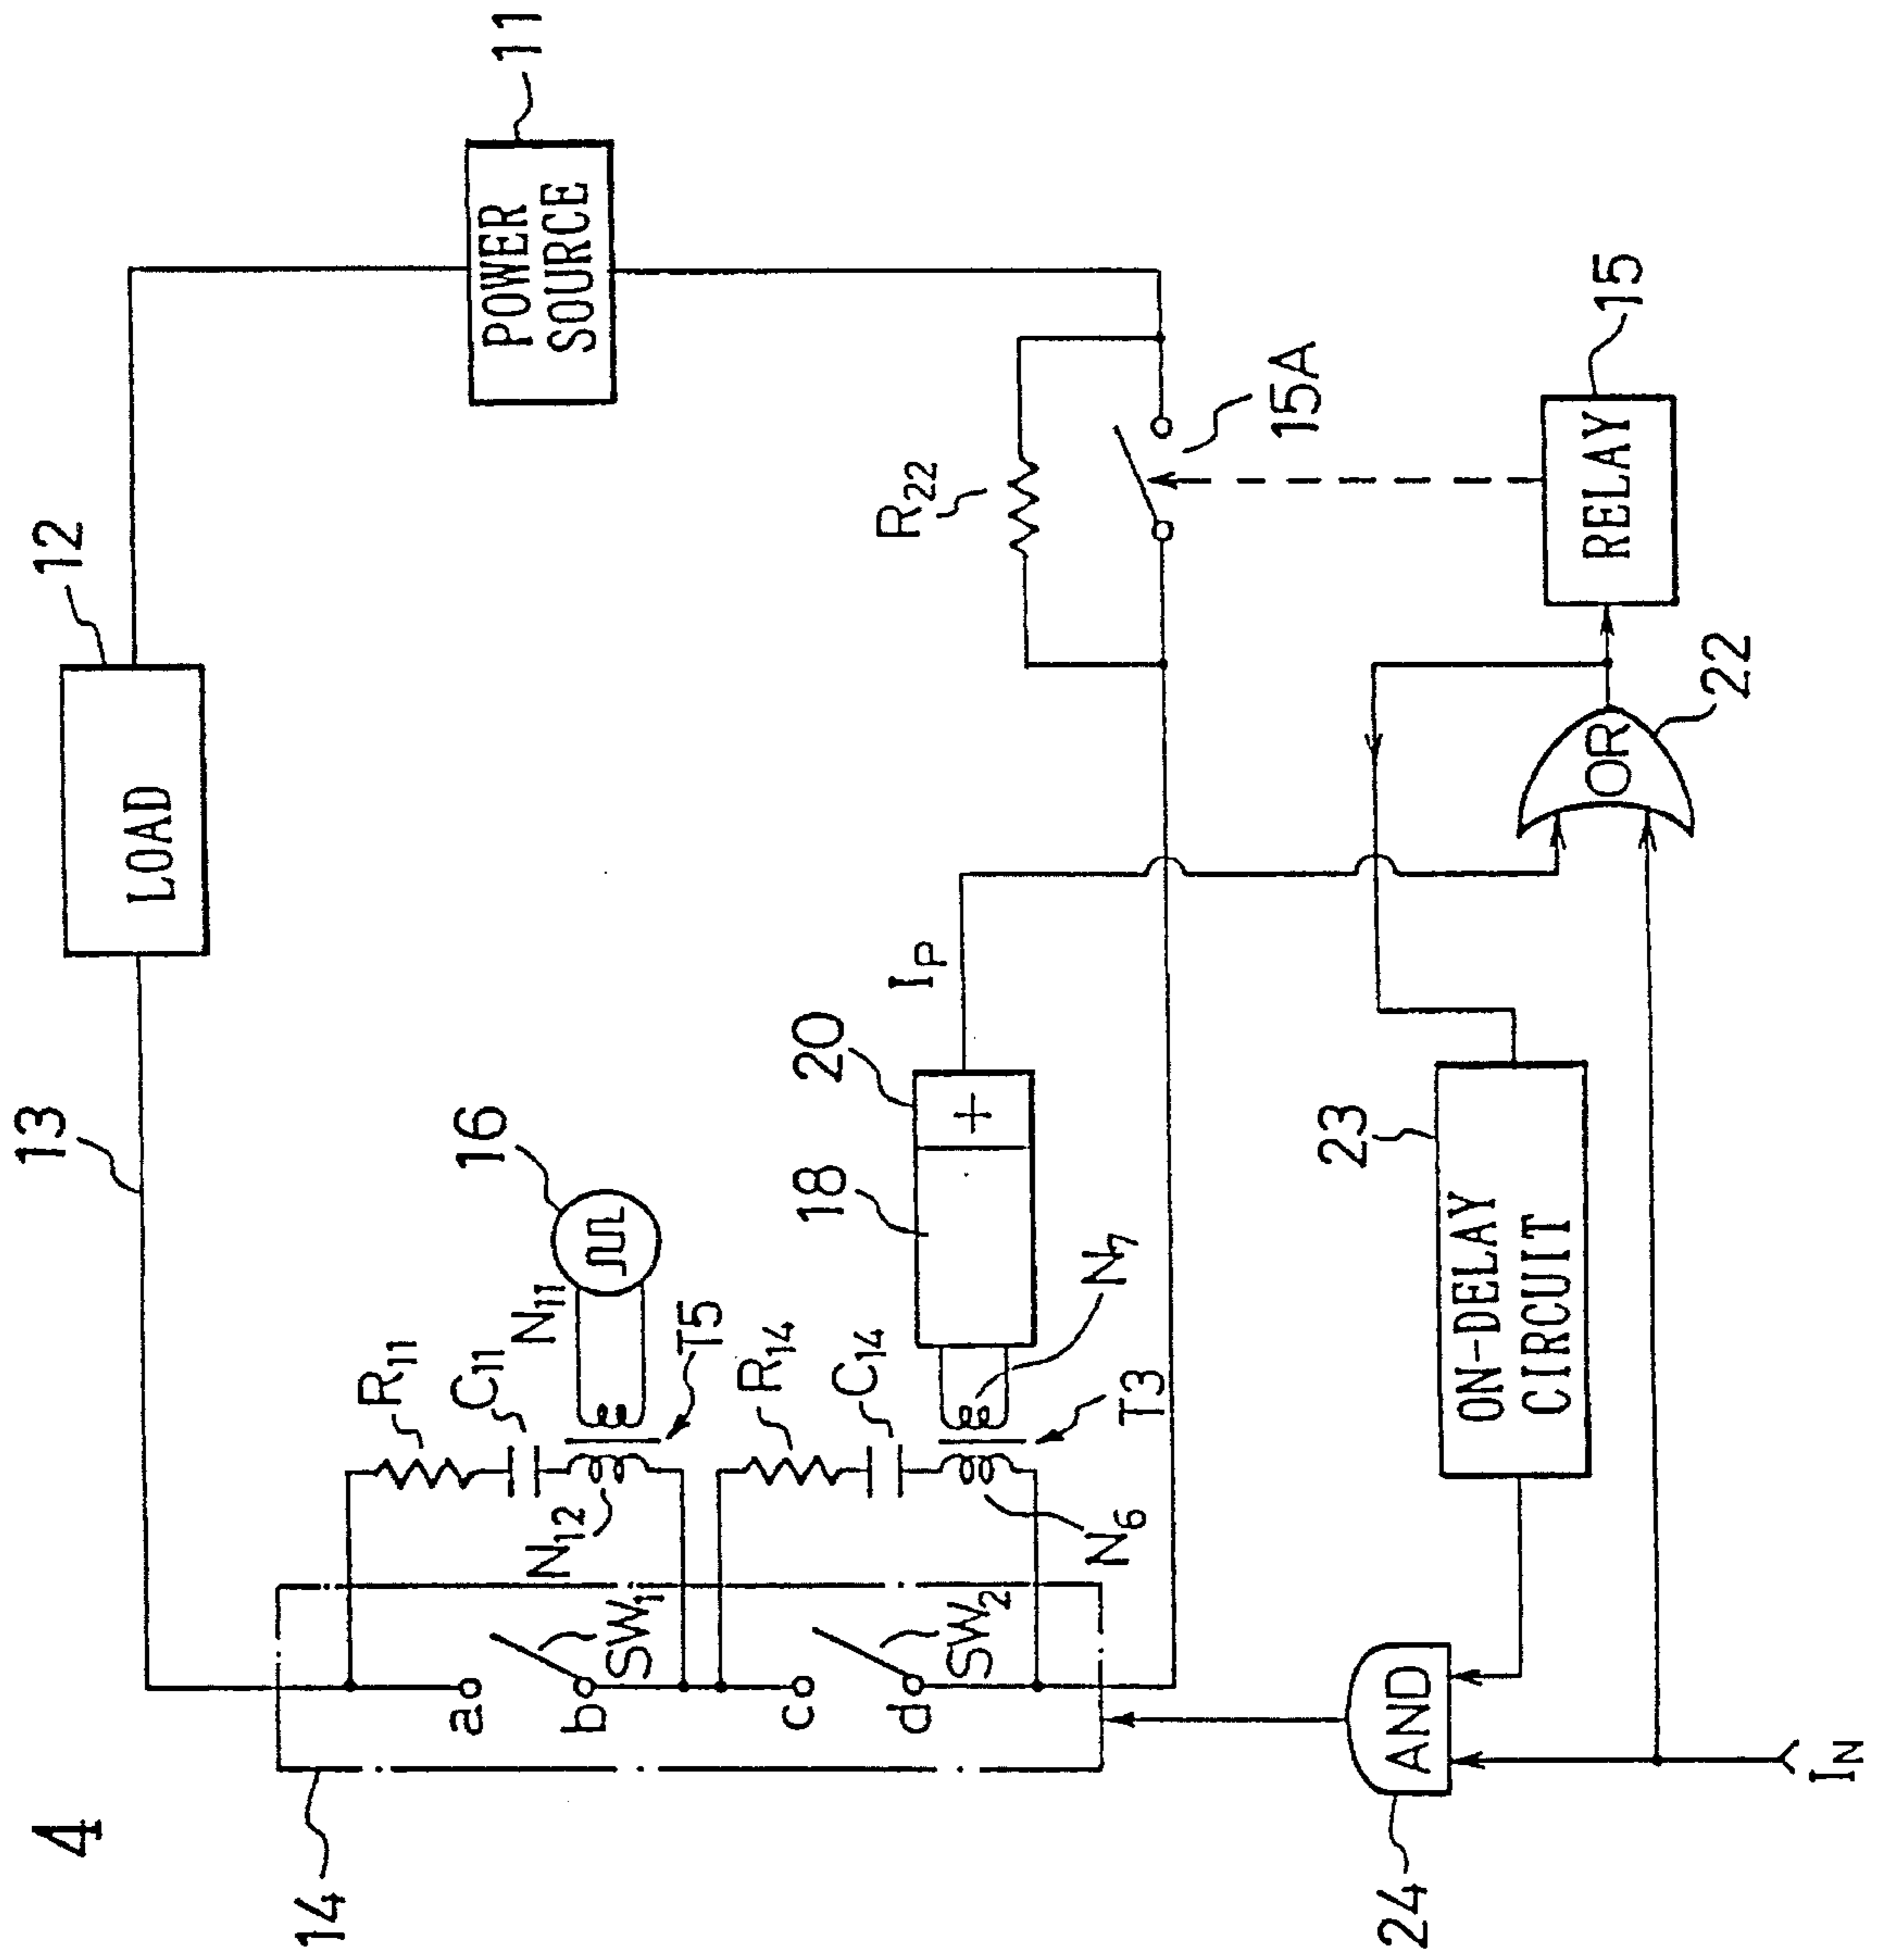 4
14
13
12
LOAD
11
POWER
SOURCE
R11
C11
N11
16
N12
T5
a
b
SW1
R14
C14
18
20
IP
N7
T3
N6
c
d
SW2
R22
15A
15
RELAY
OR
22
23
ON-DELAY
CIRCUIT
AND
24
IN